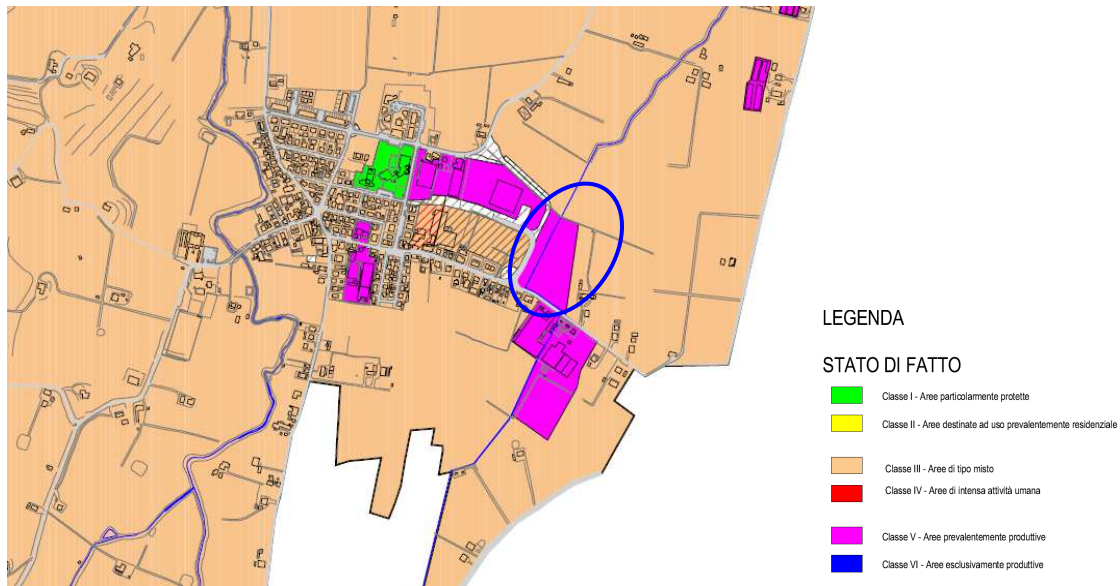 LEGENDA
STATO DI FATTO
Classe I - Aree particolarmente protette
Classe II - Aree destinate ad uso prevalentemente residenziale
Classe III - Aree di tipo misto
Classe IV - Aree di intensa attività umana
Classe V - Aree prevalentemente produttive
Classe VI - Aree esclusivamente produttive